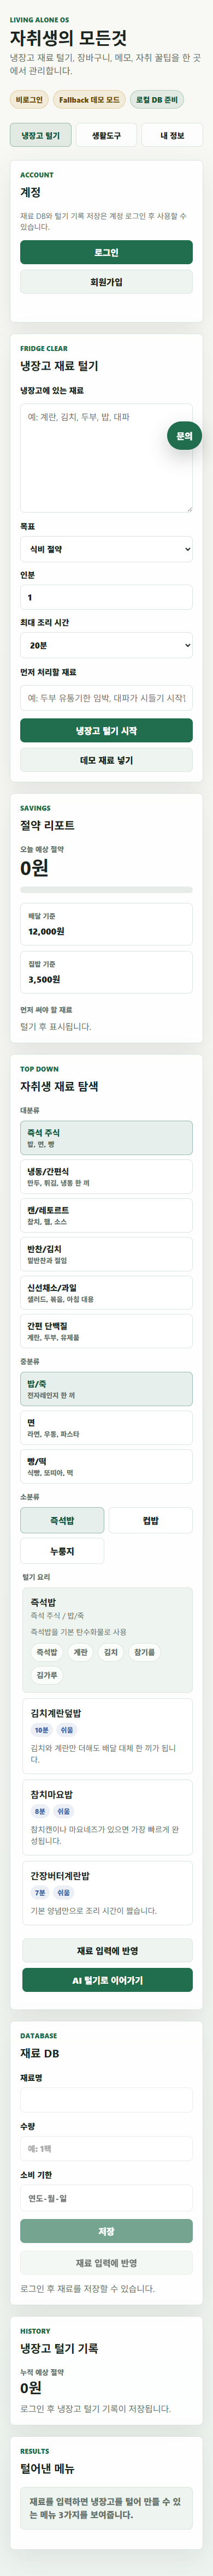 LIVING ALONE OS
자취생의 모든것
냉장고 재료 털기, 장바구니, 메모, 자취 꿀팁을 한 곳
에서 관리합니다.
비로그인
Fallback 데모 모드
로컬 DB 준비
냉장고 털기
생활도구
내 정보
ACCOUNT
계정
재료 DB와 털기 기록 저장은 계정 로그인 후 사용할 수
있습니다.
로그인
회원가입
FRIDGE CLEAR
냉장고 재료 털기
냉장고에 있는 재료
예: 계란, 김치, 두부, 밥, 대파
문의
목표
식비 절약
인분
1
최대 조리 시간
20분
먼저 처리할 재료
예: 두부 유통기한 임박, 대파가 시들기 시작함
냉장고 털기 시작
데모 재료 넣기
SAVINGS
절약 리포트
오늘 예상 절약
0원
배달 기준
12,000원
집밥 기준
3,500원
먼저 써야 할 재료
털기 후 표시됩니다.
TOP DOWN
자취생 재료 탐색
대분류
즉석 주식
밥, 면, 빵
냉동/간편식
만두, 튀김, 냉동 한 끼
캔/레토르트
참치, 햄, 소스
반찬/김치
밑반찬과 절임
신선채소/과일
샐러드, 볶음, 아침 대용
간편 단백질
계란, 두부, 유제품
중분류
밥/죽
전자레인지 한 끼
면
라면, 우동, 파스타
빵/떡
식빵, 또띠아, 떡
소분류
즉석밥
컵밥
누룽지
털기 요리
즉석밥
즉석 주식 / 밥/죽
즉석밥을 기본 탄수화물로 사용
즉석밥
계란
김치
참기름
김가루
김치계란덮밥
10분
쉬움
김치와 계란만 더해도 배달 대체 한 끼가 됩니
다.
참치마요밥
8분
쉬움
참치캔이나 마요네즈가 있으면 가장 빠르게 완
성됩니다.
간장버터계란밥
7분
쉬움
기본 양념만으로 조리 시간이 짧습니다.
재료 입력에 반영
AI 털기로 이어가기
DATABASE
재료 DB
재료명
수량
예: 1팩
소비 기한
연도-월-일
저장
재료 입력에 반영
로그인 후 재료를 저장할 수 있습니다.
HISTORY
냉장고 털기 기록
누적 예상 절약
0원
로그인 후 냉장고 털기 기록이 저장됩니다.
RESULTS
털어낸 메뉴
재료를 입력하면 냉장고를 털어 만들 수 있
는 메뉴 3가지를 보여줍니다.